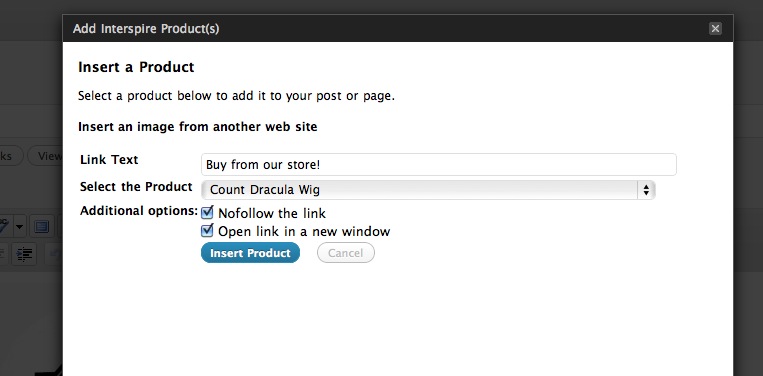 Add Interspire Product(s)
Insert a Product
Select a product below to add it to your post or page.
Insert an image from another web site
ks View
Link Text Buy from our store!
Select the Product Count Dracula Wig
Additional options: Nofollow the link
Open link in a new window
Insert Product Cancel